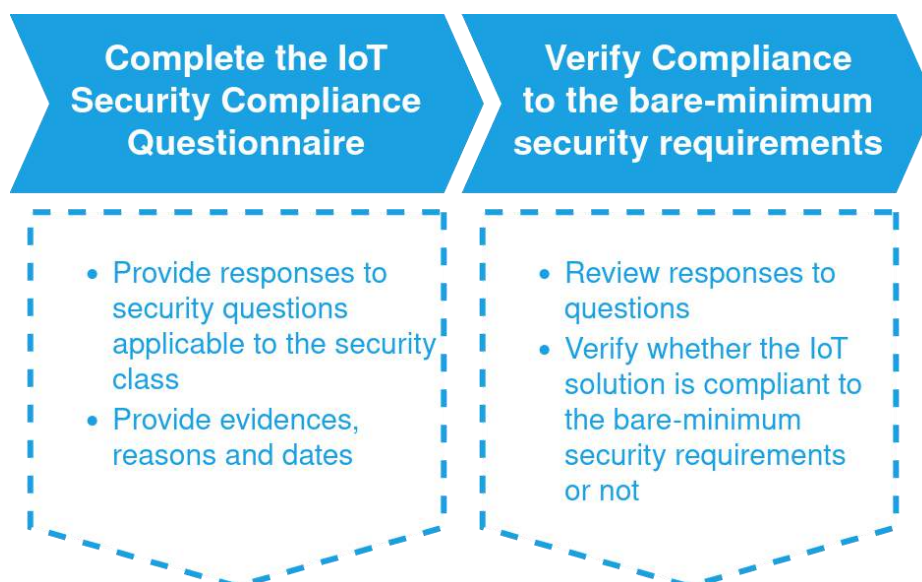 Complete the IoT
Security Compliance
Questionnaire
Verify Compliance
to the bare-minimum
security requirements
• Provide responses to
security questions
applicable to the security
class
• Provide evidences,
reasons and dates
• Review responses to
questions
• Verify whether the IoT
solution is compliant to
the bare-minimum
security requirements
or not